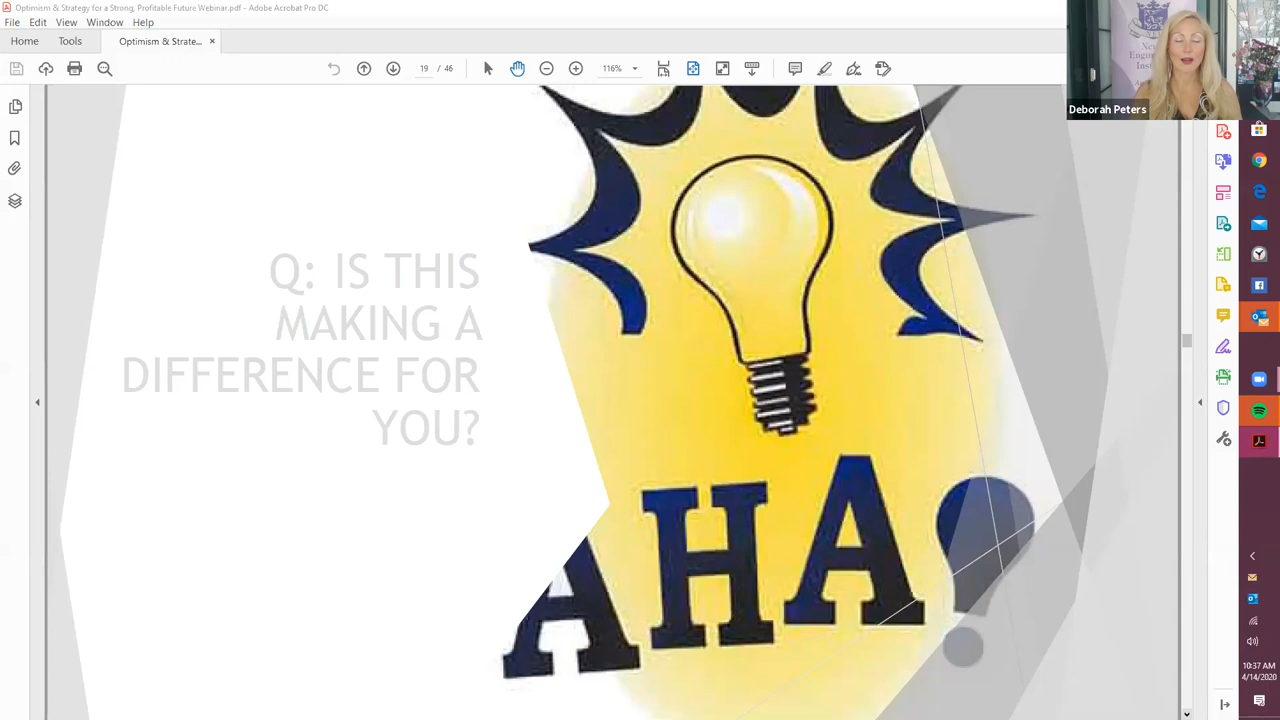 Optimism & Strategy for a Strong, Profitable Future Webinar.pdf - Adobe Acrobat Pro DC
File Edit View Window Help
Home Tools Optimism & Strate... ×
19 116%
Deborah Peters
Q: IS THIS
MAKING A
DIFFERENCE FOR
YOU?
AHA!
10:37 AM
4/14/2020